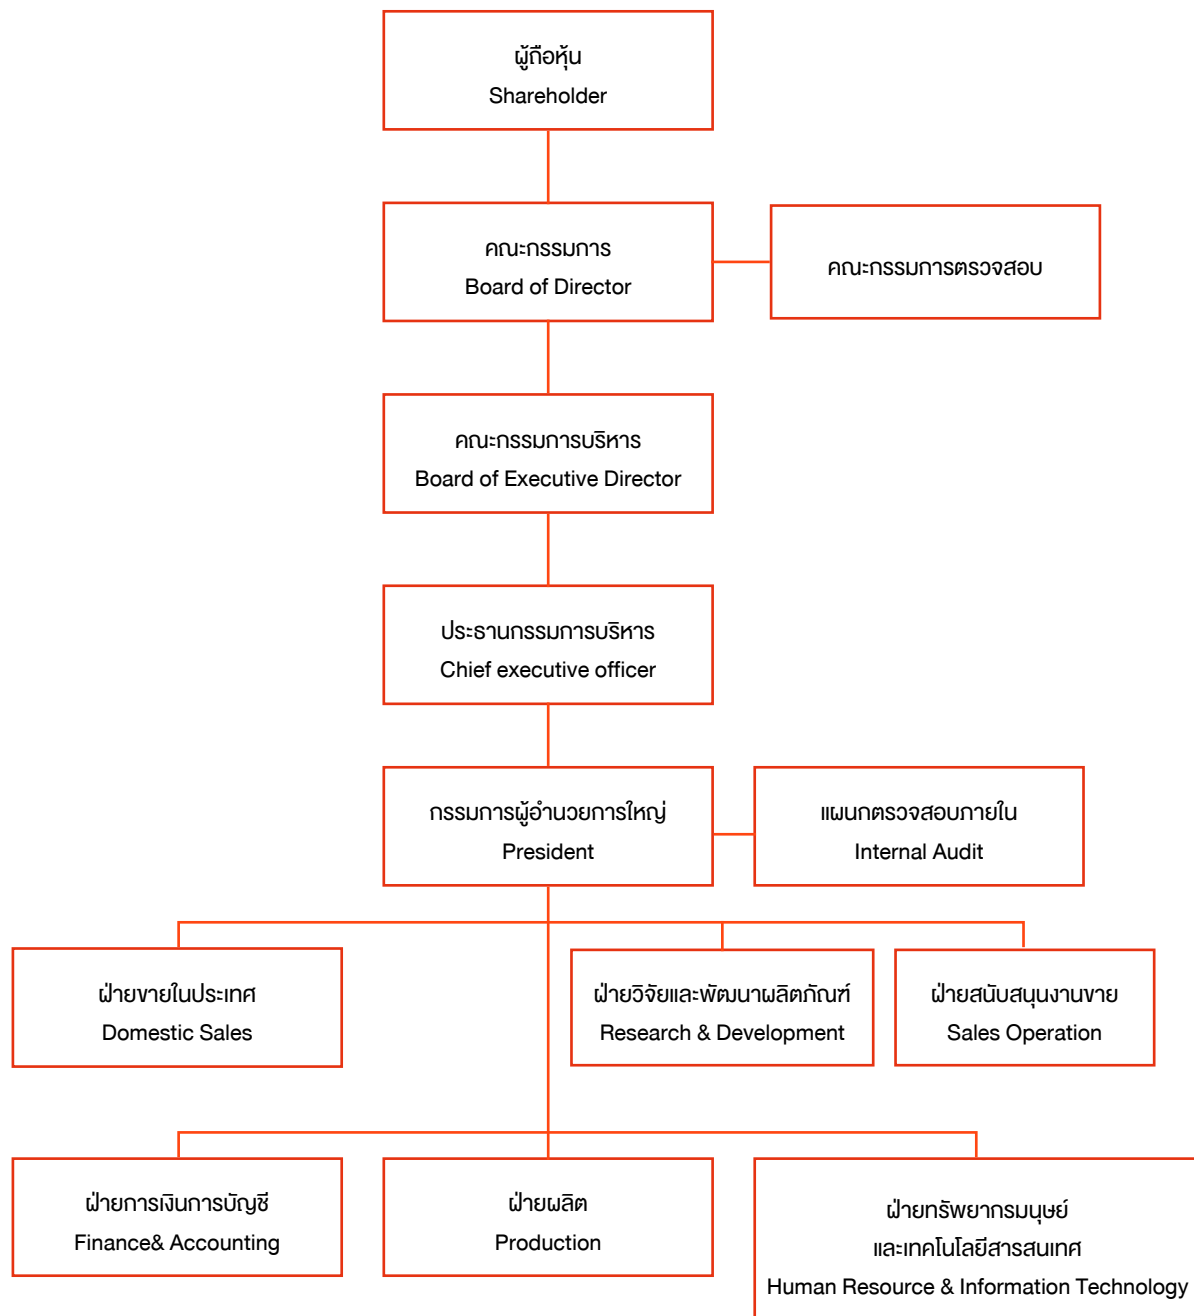 ผู้ถือหุ้น
Shareholder
คณะกรรมการ
Board of Director
คณะกรรมการตรวจสอบ
คณะกรรมการบริหาร
Board of Executive Director
ประธานกรรมการบริหาร
Chief executive officer
กรรมการผู้อำนวยการใหญ่
President
แผนกตรวจสอบภายใน
Internal Audit
ฝ่ายขายในประเทศ
Domestic Sales
ฝ่ายวิจัยและพัฒนาผลิตภัณฑ์
Research & Development
ฝ่ายสนับสนุนงานขาย
Sales Operation
ฝ่ายการเงินการบัญชี
Finance& Accounting
ฝ่ายผลิต
Production
ฝ่ายทรัพยากรมนุษย์
และเทคโนโลยีสารสนเทศ
Human Resource & Information Technology